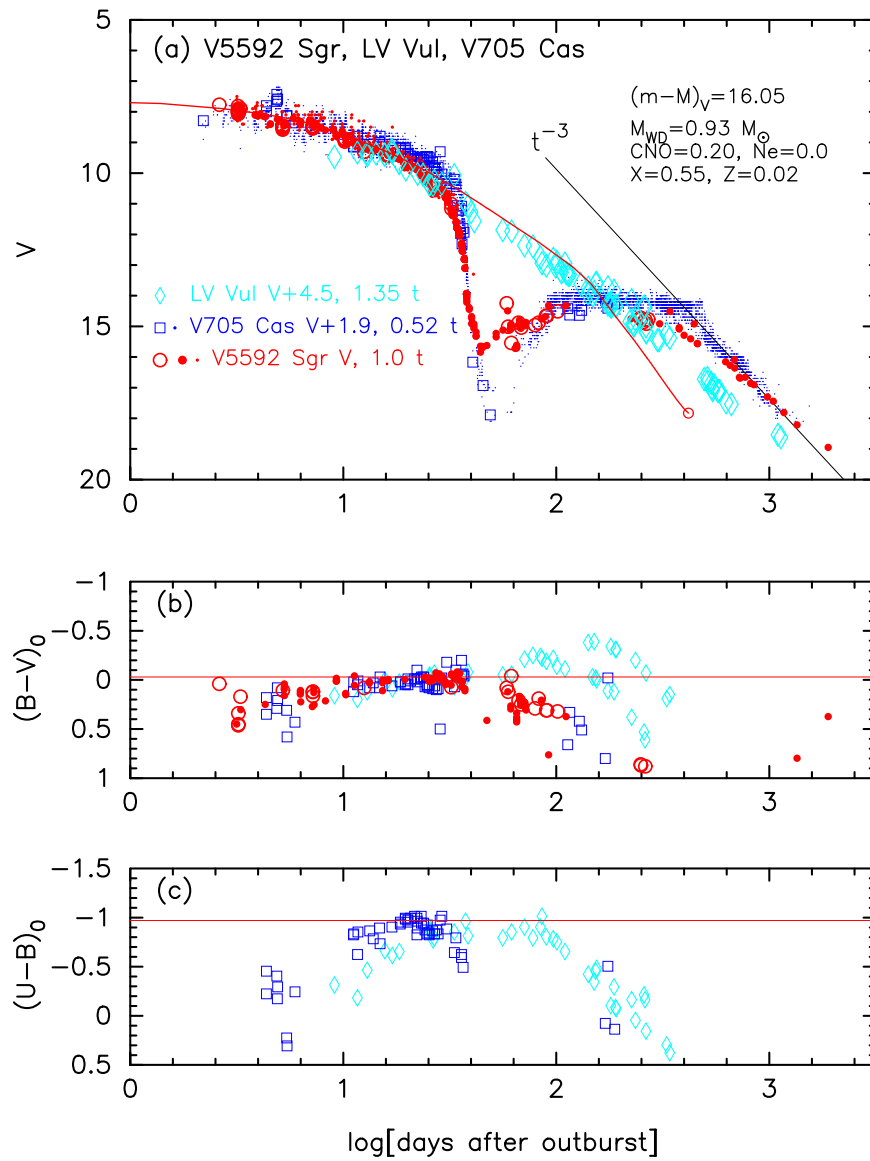 5
(a) V5592 Sgr, LV Vul, V705 Cas
(m−M)V=16.05
t−3
MWD=0.93 M⊙
CNO=0.20, Ne=0.0
X=0.55, Z=0.02
10
V
LV Vul V+4.5, 1.35 t
V705 Cas V+1.9, 0.52 t
15
V5592 Sgr V, 1.0 t
20
0 1 2 3
−1
(b)
−0.5
(B−V)0
0
0.5
1
0 1 2 3
−1.5
(c)
−1
(U−B)0
−0.5
0
0.5
0 1 2 3
log[days after outburst]